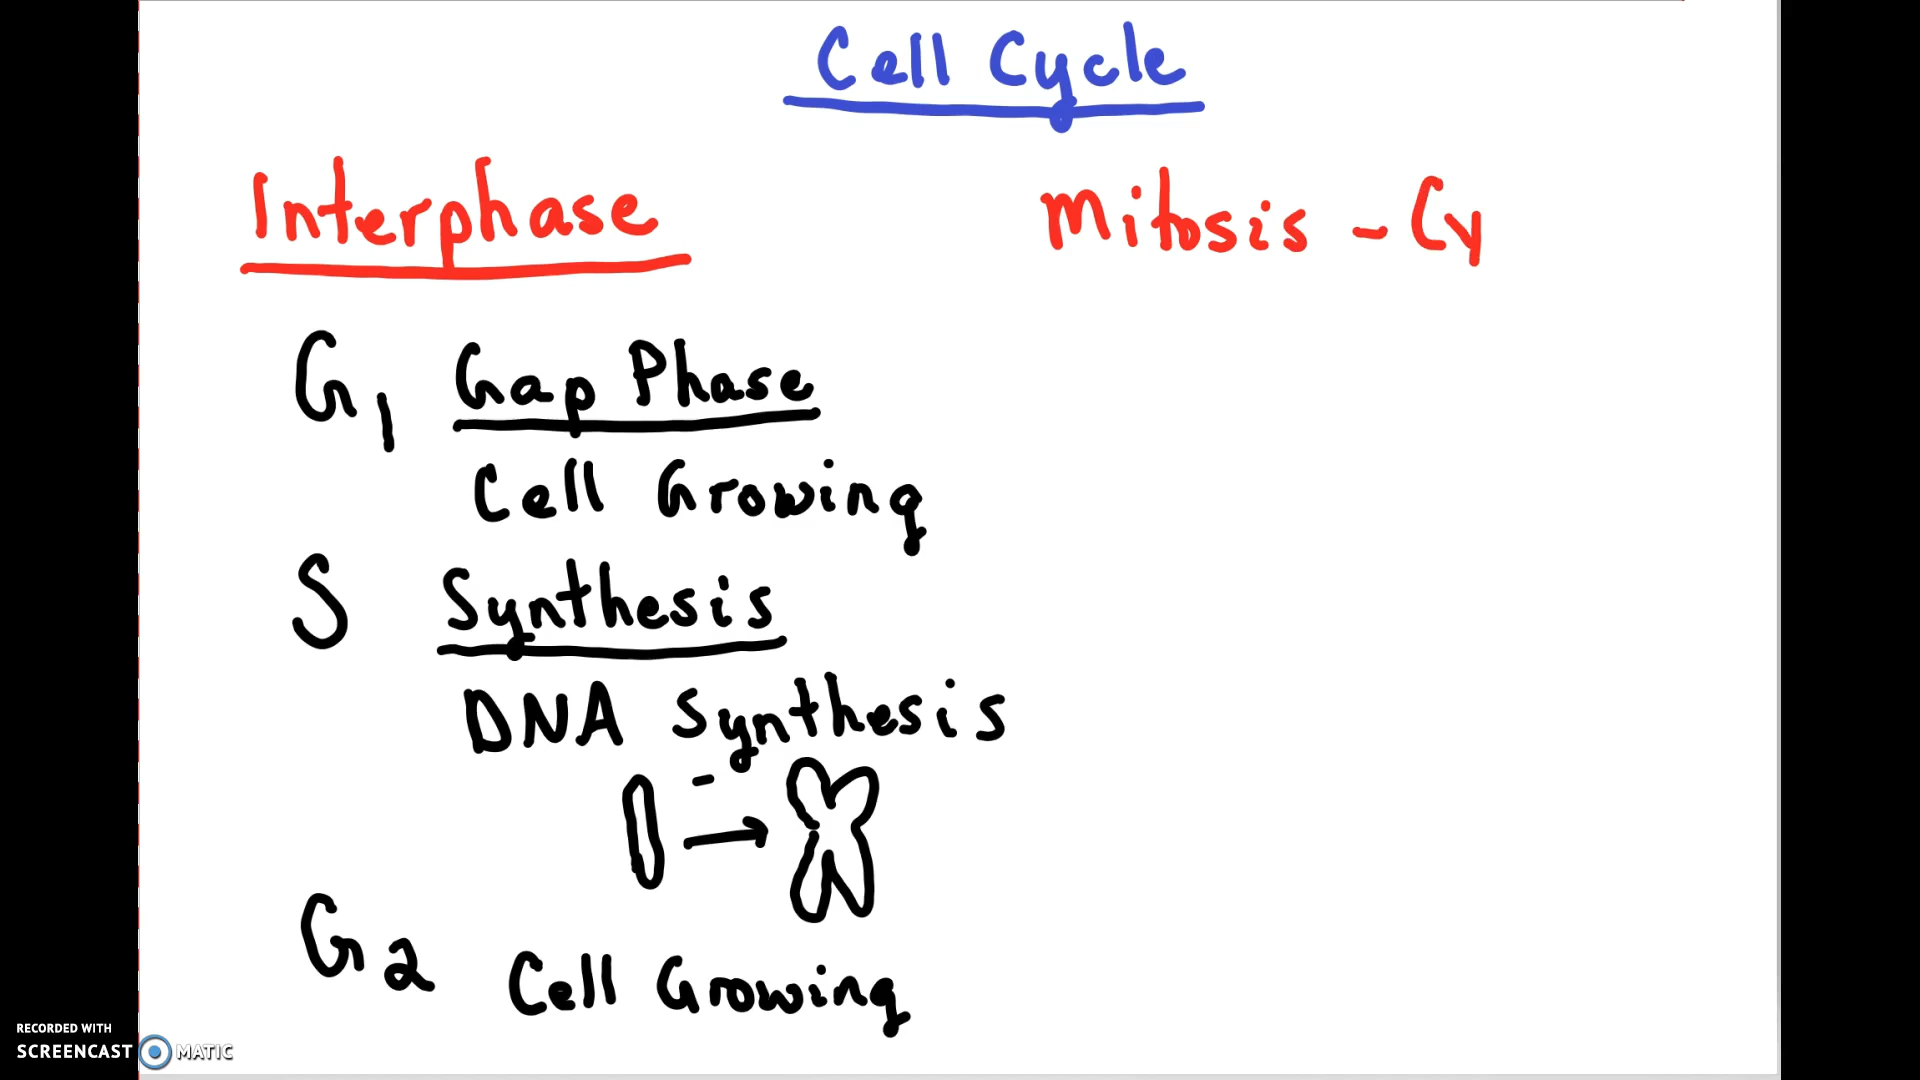 Cell Cycle
Interphase
Mitosis - Cy
G1 Gap Phase
Cell Growing
S Synthesis
DNA Synthesis
G2 Cell Growing
RECORDED WITH
SCREENCAST MATIC